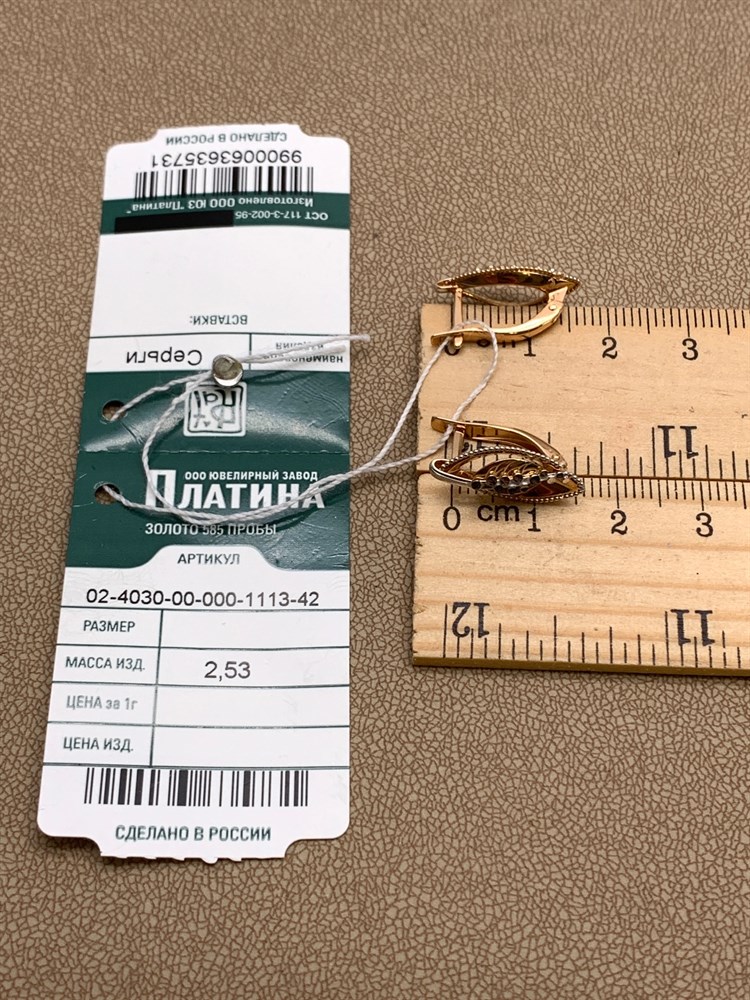 СДЕЛАНО В РОССИИ
9900063635731
Изготовлено ООО ЮЗ "Платина"
ОСТ 117-3-002-95
ВСТАВКИ:
Серьги
ООО ЮВЕЛИРНЫЙ ЗАВОД
ПЛАТИНА
ЗОЛОТО 585 ПРОБЫ
АРТИКУЛ
02-4030-00-000-1113-42
РАЗМЕР
МАССА ИЗД. 2,53
ЦЕНА за 1г
ЦЕНА ИЗД.
СДЕЛАНО В РОССИИ
0 1 2 3
11
0 cm 1 2 3
12 11